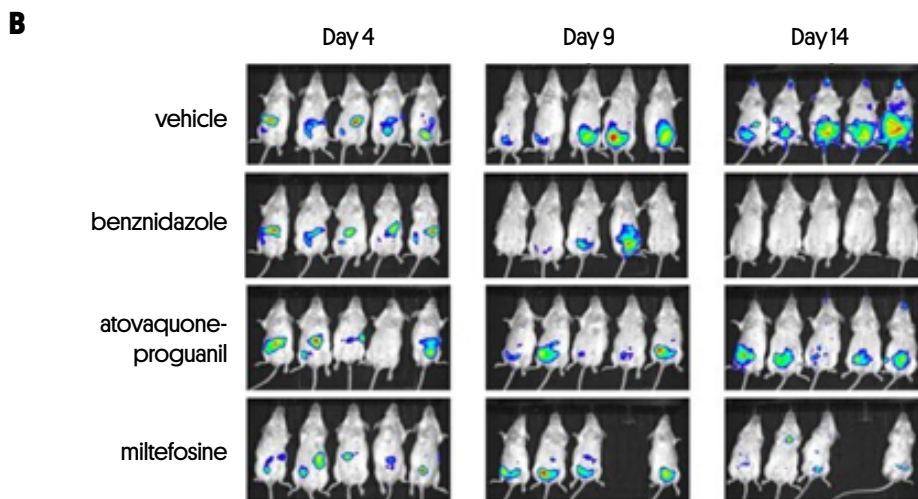 B
Day 4
Day 9
Day 14
vehicle
benznidazole
atovaquone-
proguanil
miltefosine